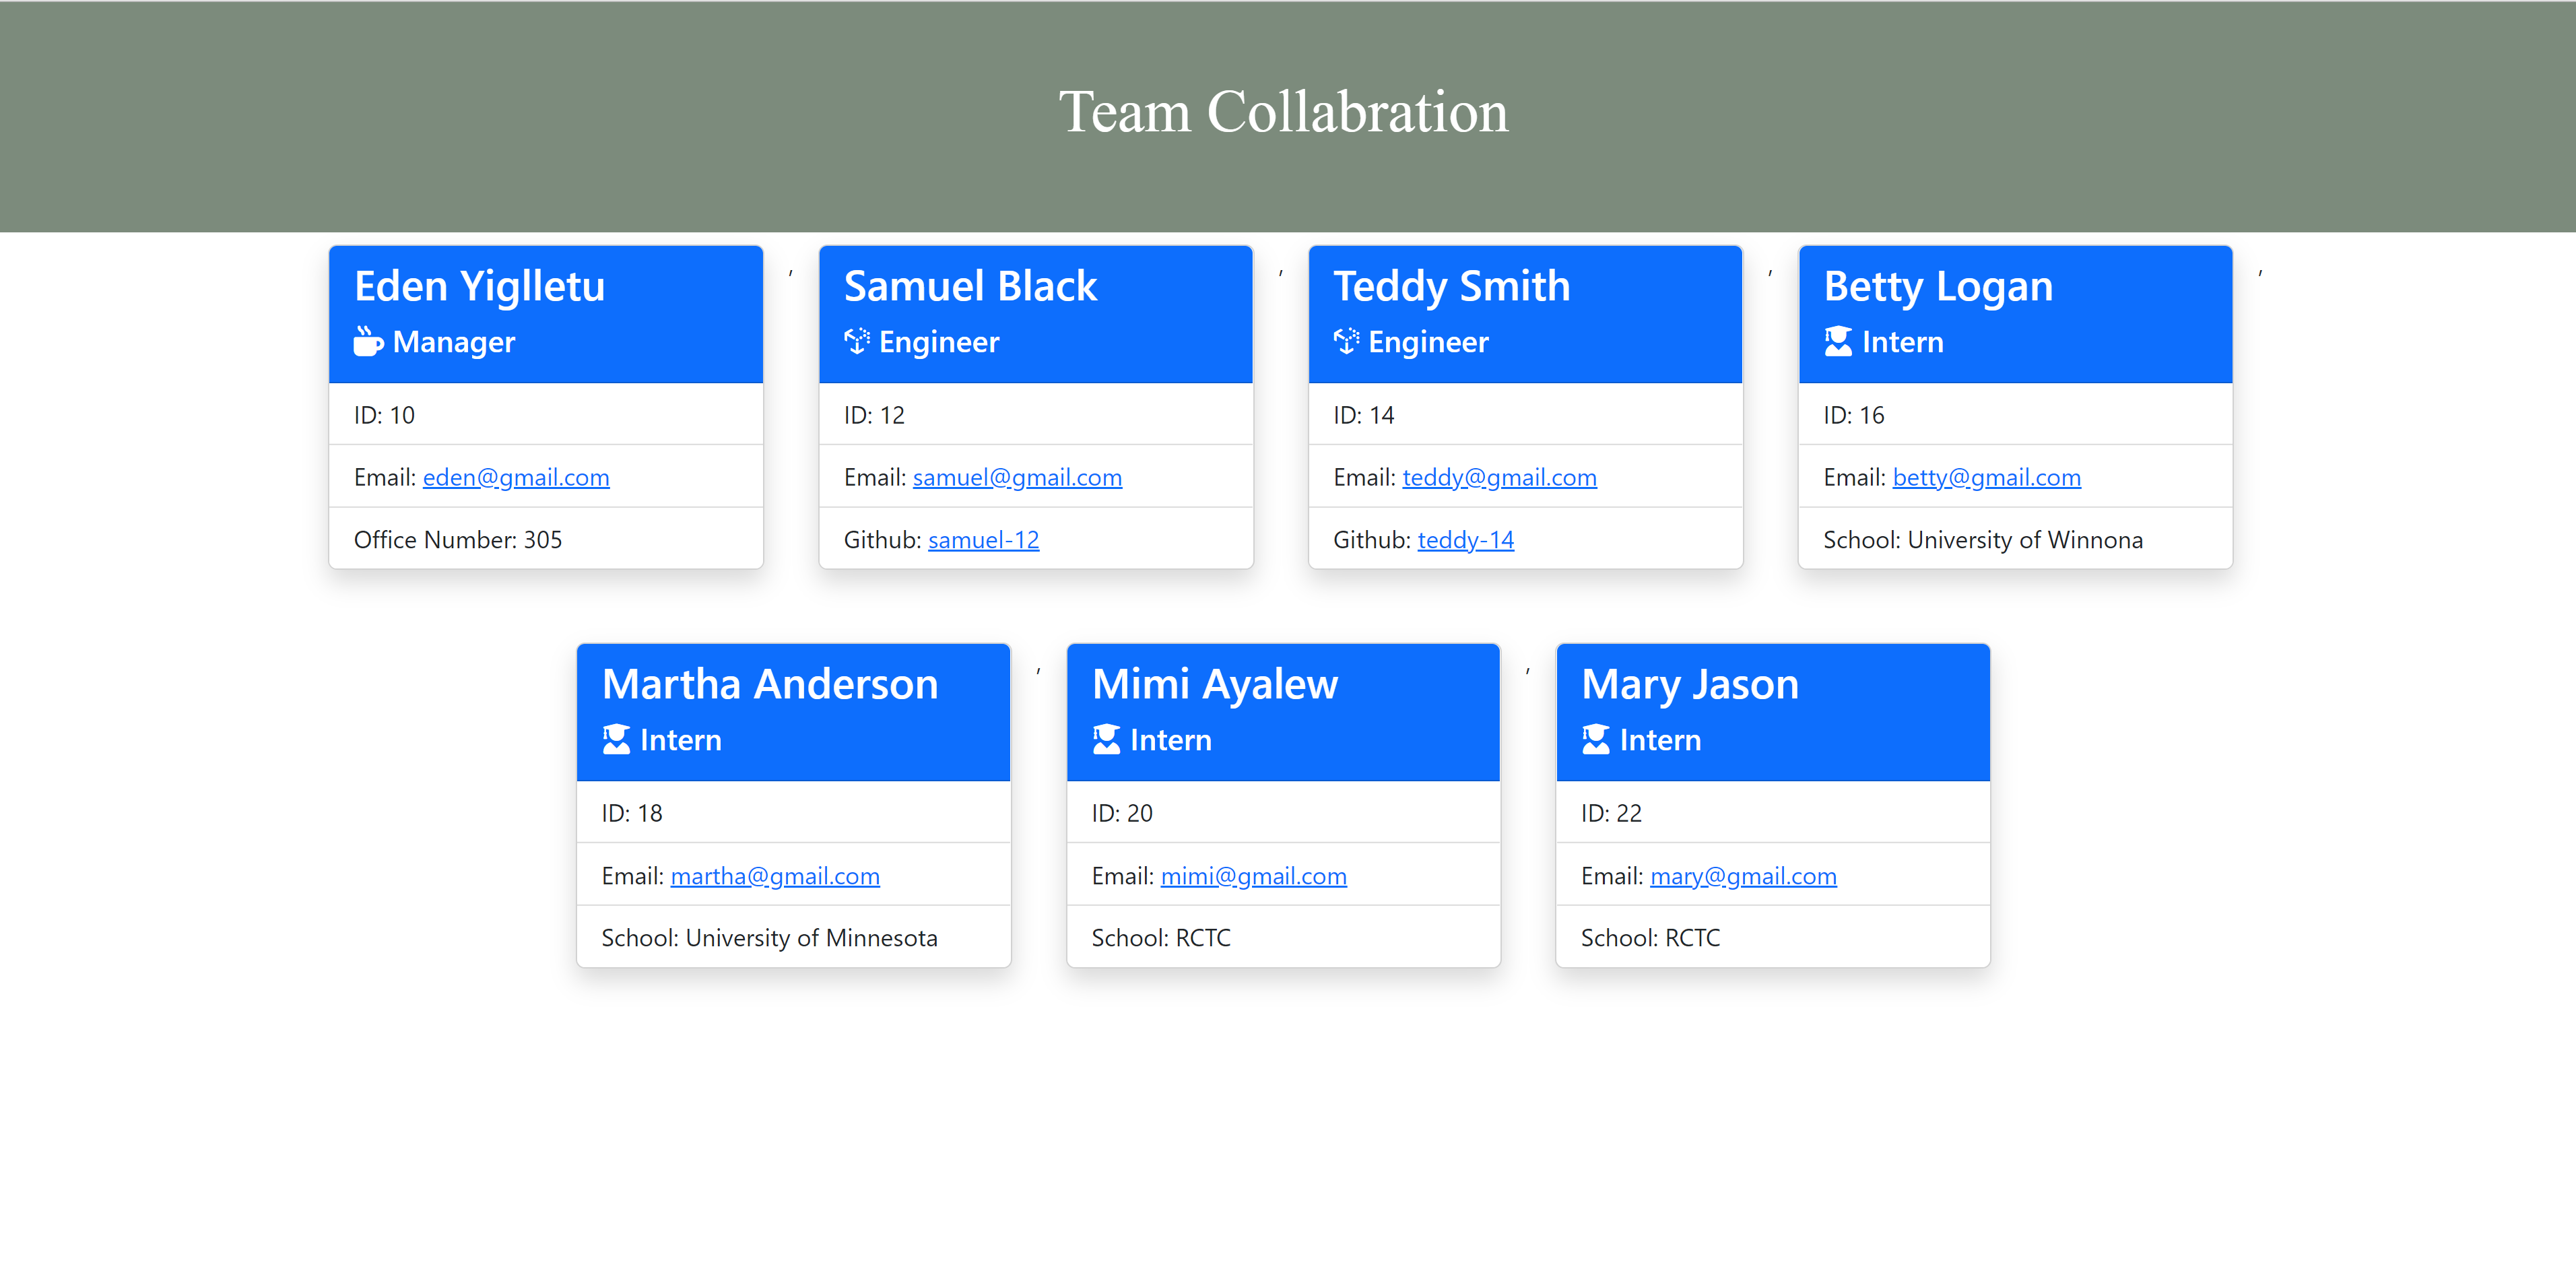 Team Collabration
Eden Yiglletu
Manager
ID: 10
Email: eden@gmail.com
Office Number: 305
,
Samuel Black
Engineer
ID: 12
Email: samuel@gmail.com
Github: samuel-12
,
Teddy Smith
Engineer
ID: 14
Email: teddy@gmail.com
Github: teddy-14
,
Betty Logan
Intern
ID: 16
Email: betty@gmail.com
School: University of Winnona
,
Martha Anderson
Intern
ID: 18
Email: martha@gmail.com
School: University of Minnesota
,
Mimi Ayalew
Intern
ID: 20
Email: mimi@gmail.com
School: RCTC
,
Mary Jason
Intern
ID: 22
Email: mary@gmail.com
School: RCTC